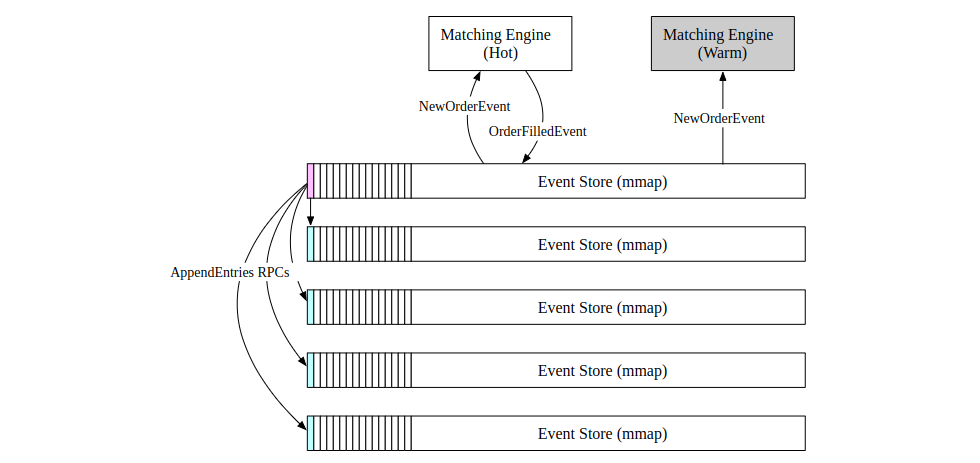 Matching Engine
(Hot)
Matching Engine
(Warm)
NewOrderEvent
OrderFilledEvent
NewOrderEvent
Event Store (mmap)
Event Store (mmap)
AppendEntries RPCs
Event Store (mmap)
Event Store (mmap)
Event Store (mmap)